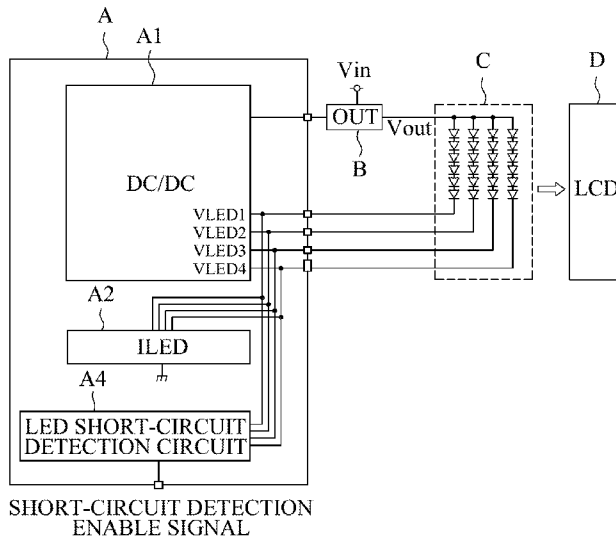 A
A1
Vin
C
D
OUT
Vout
B
DC/DC
LCD
VLED1
VLED2
VLED3
VLED4
A2
ILED
A4
LED SHORT-CIRCUIT
DETECTION CIRCUIT
SHORT-CIRCUIT DETECTION
ENABLE SIGNAL